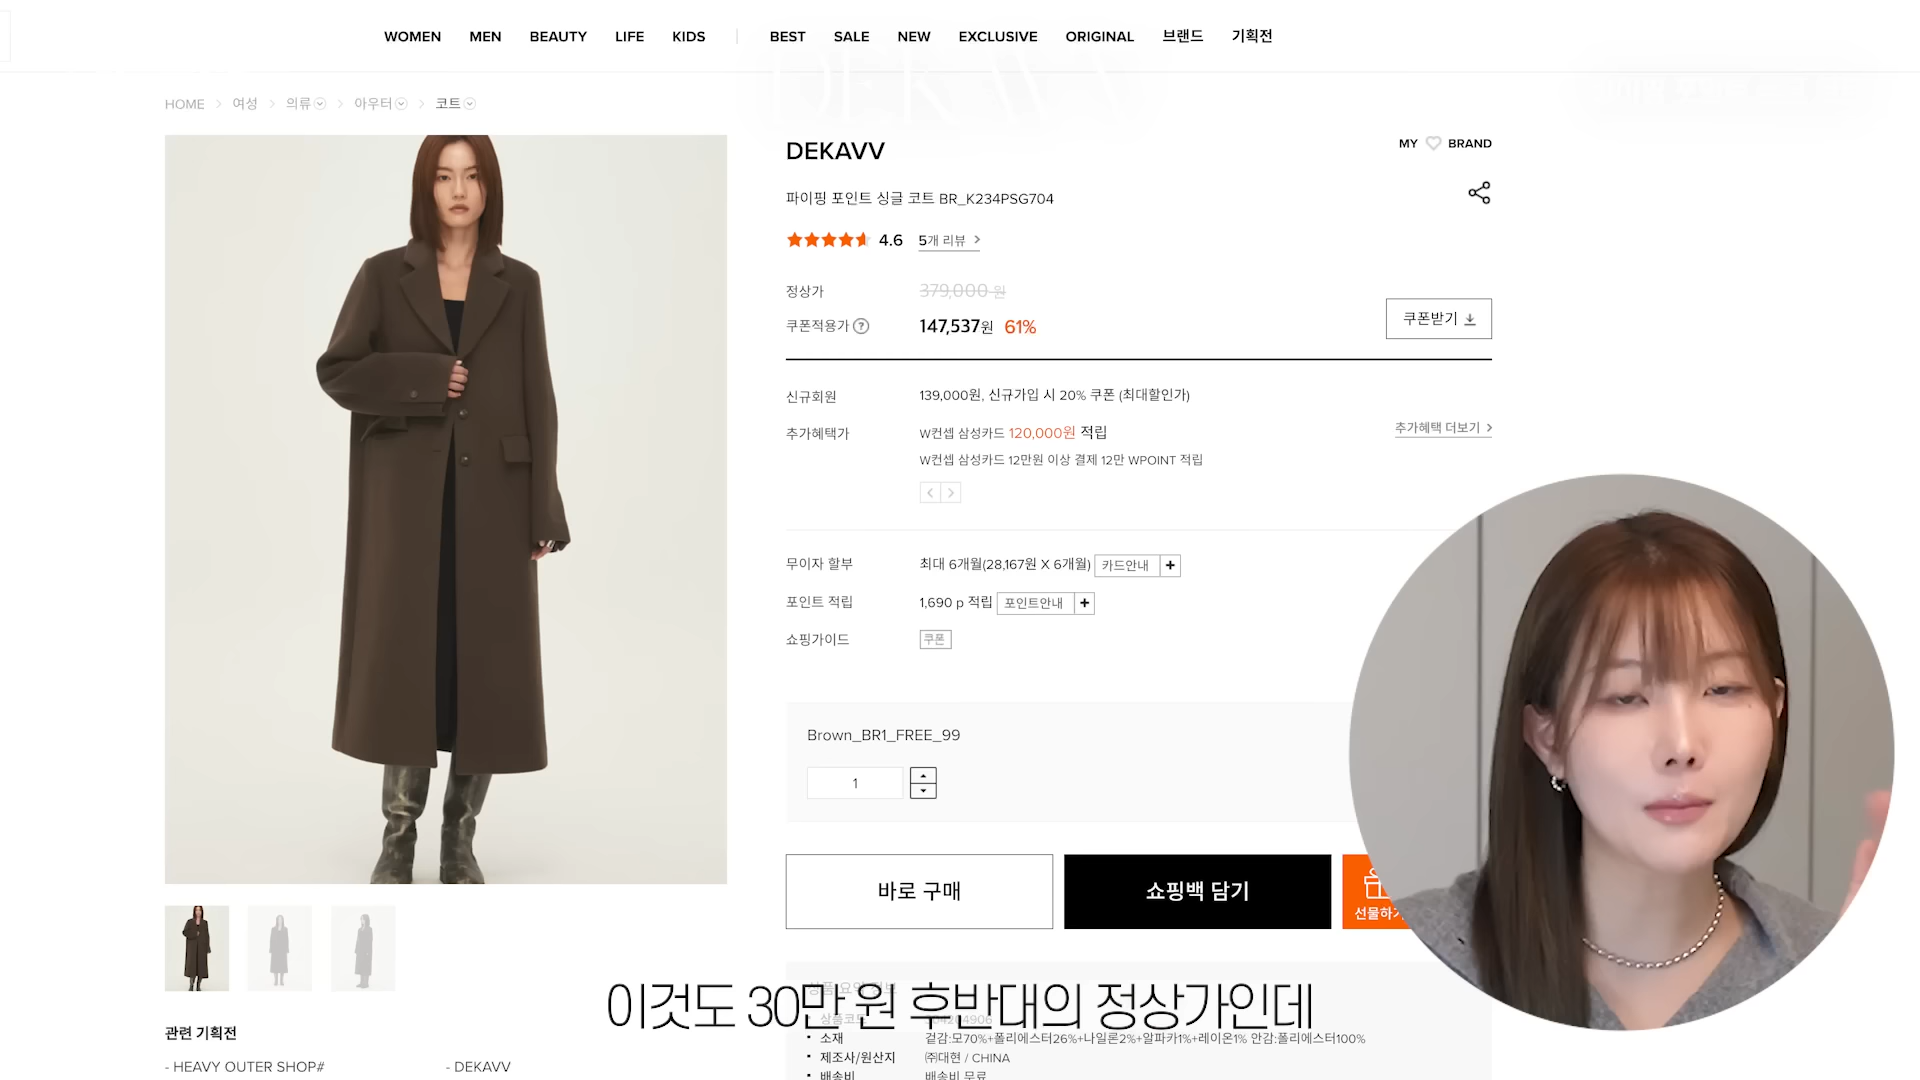 WOMEN MEN BEAUTY LIFE KIDS BEST SALE NEW EXCLUSIVE ORIGINAL 브랜드 기획전
HOME > 여성 > 의류 > 아우터 > 코트
DEKAVV
MY BRAND
파이핑 포인트 싱글 코트 BR_K234PSG704
4.6 5개 리뷰 >
정상가 379,000 원
쿠폰적용가 ? 147,537원 61%
쿠폰받기
신규회원 139,000원, 신규가입 시 20% 쿠폰 (최대할인가)
추가혜택가 W컨셉 삼성카드 120,000원 적립
추가혜택 더보기 >
W컨셉 삼성카드 12만원 이상 결제 12만 WPOINT 적립
무이자 할부 최대 6개월(28,167원 X 6개월) 카드안내 +
포인트 적립 1,690 p 적립 포인트안내 +
쇼핑가이드 쿠폰
Brown_BR1_FREE_99
1
바로 구매 쇼핑백 담기 선물하기
이것도 30만 원 후반대의 정상가인데
관련 기획전
- HEAVY OUTER SHOP# - DEKAVV
소재 겉감:모70%+폴리에스터26%+나일론2%+알파카1%+레이온1% 안감:폴리에스터100%
제조사/원산지 ㈜대현 / CHINA
배송비 배송비 무료